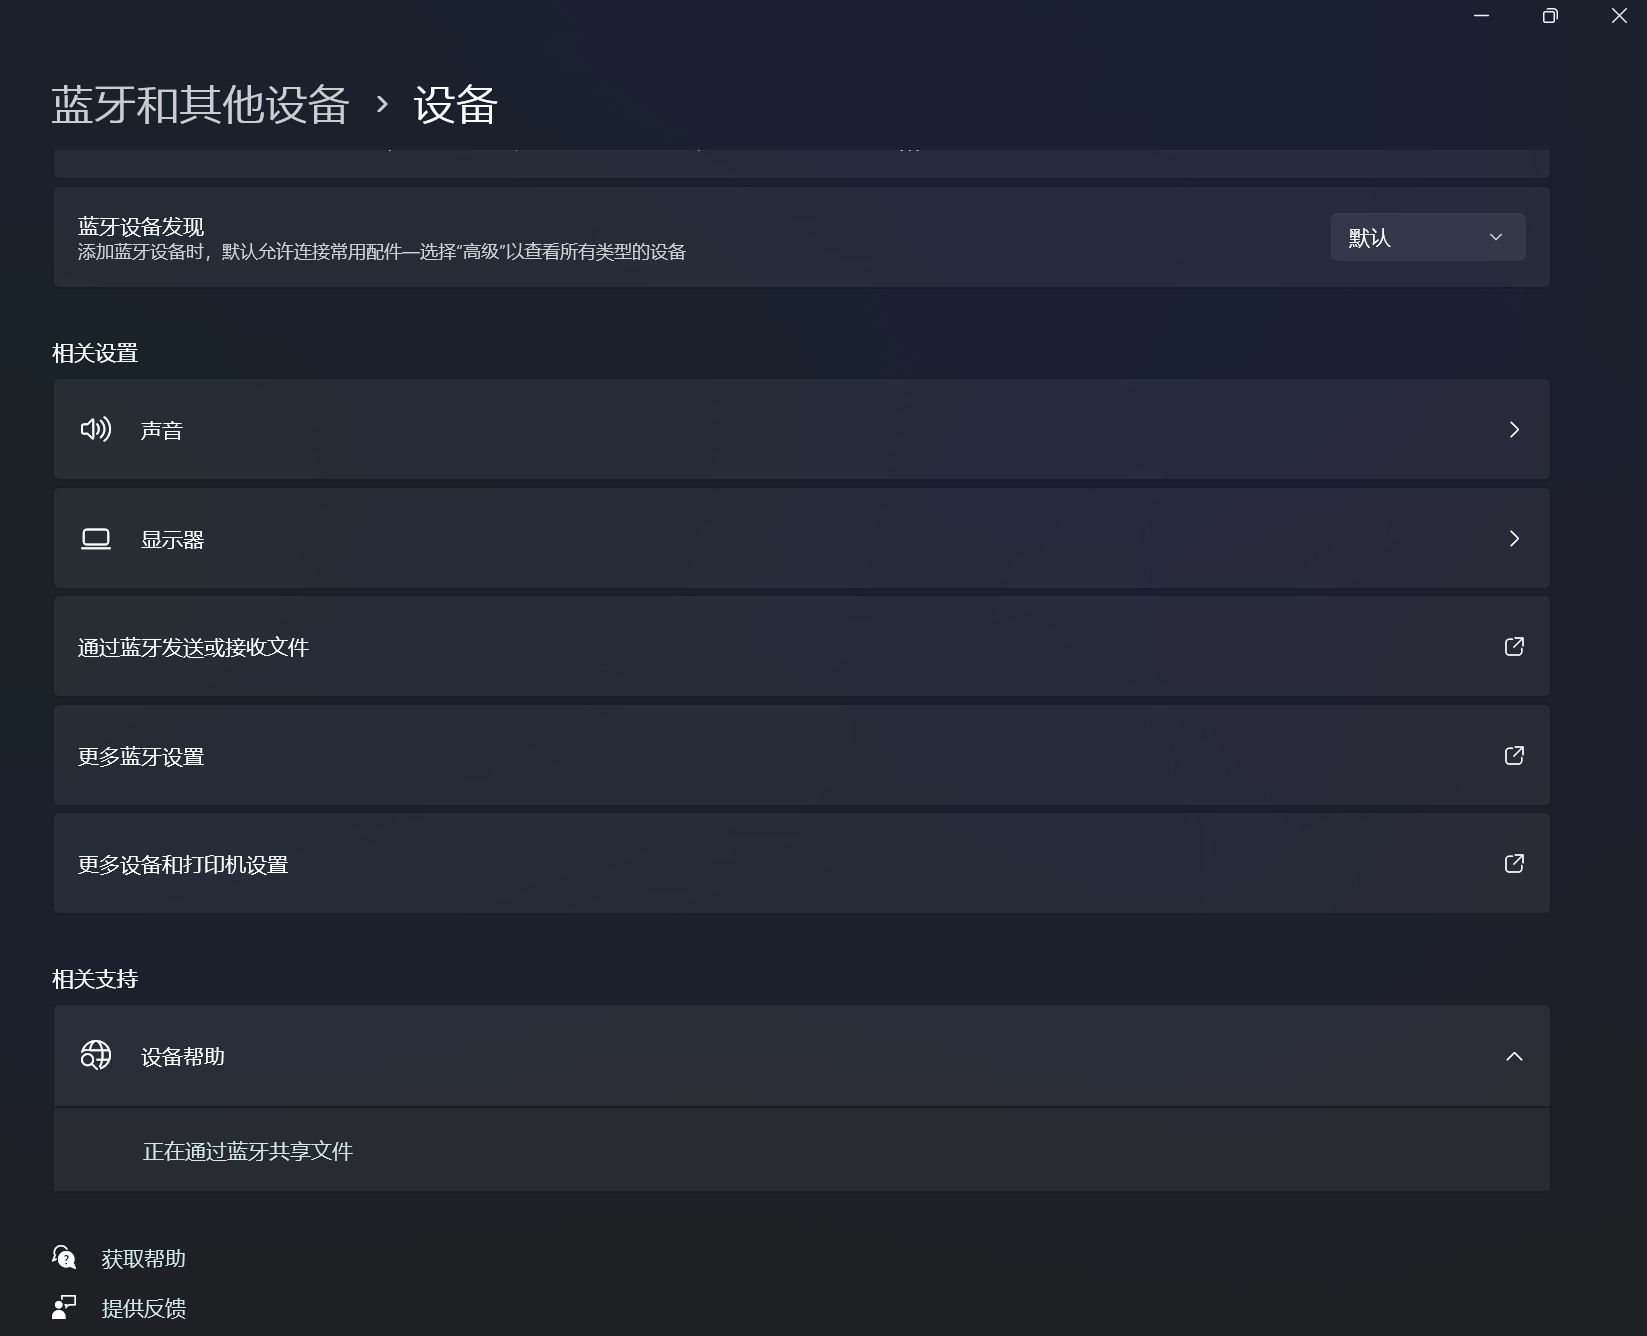 蓝牙和其他设备 › 设备
蓝牙设备发现
添加蓝牙设备时，默认允许连接常用配件—选择“高级”以查看所有类型的设备
默认
相关设置
声音
显示器
通过蓝牙发送或接收文件
更多蓝牙设置
更多设备和打印机设置
相关支持
设备帮助
正在通过蓝牙共享文件
获取帮助
提供反馈